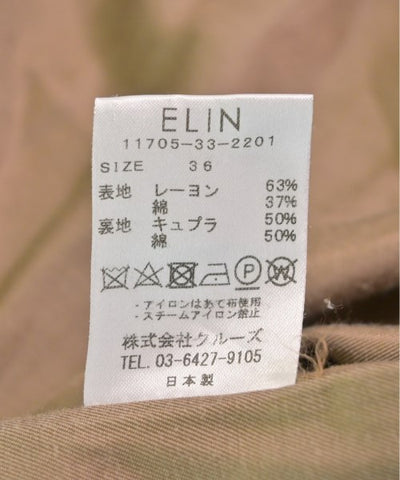 ELIN
11705-33-2201
SIZE 36
表地 レーヨン 63%
綿 37%
裏地 キュプラ 50%
綿 50%
P W
・アイロンはあて布使用
・スチームアイロン禁止
株式会社クルーズ
TEL.03-6427-9105
日本製